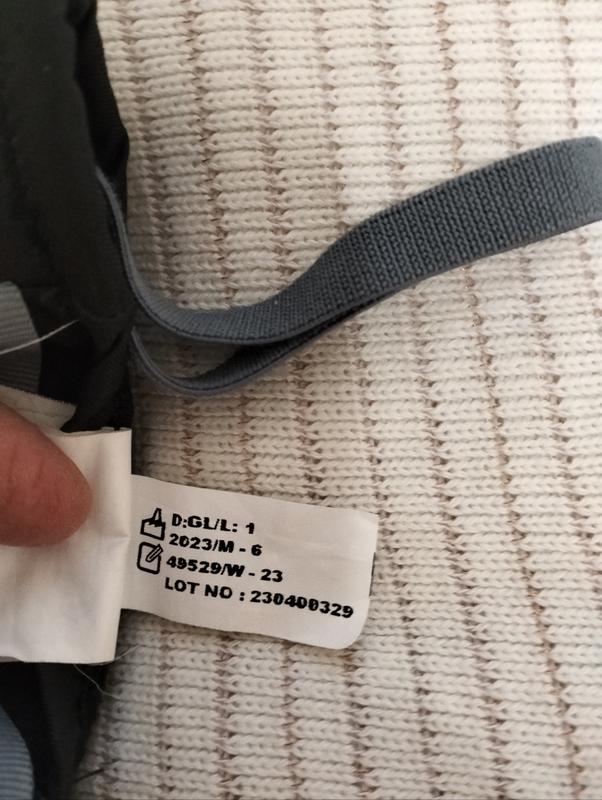 D:GL/L: 1
2023/M - 6
49529/W - 23
LOT NO : 230400329